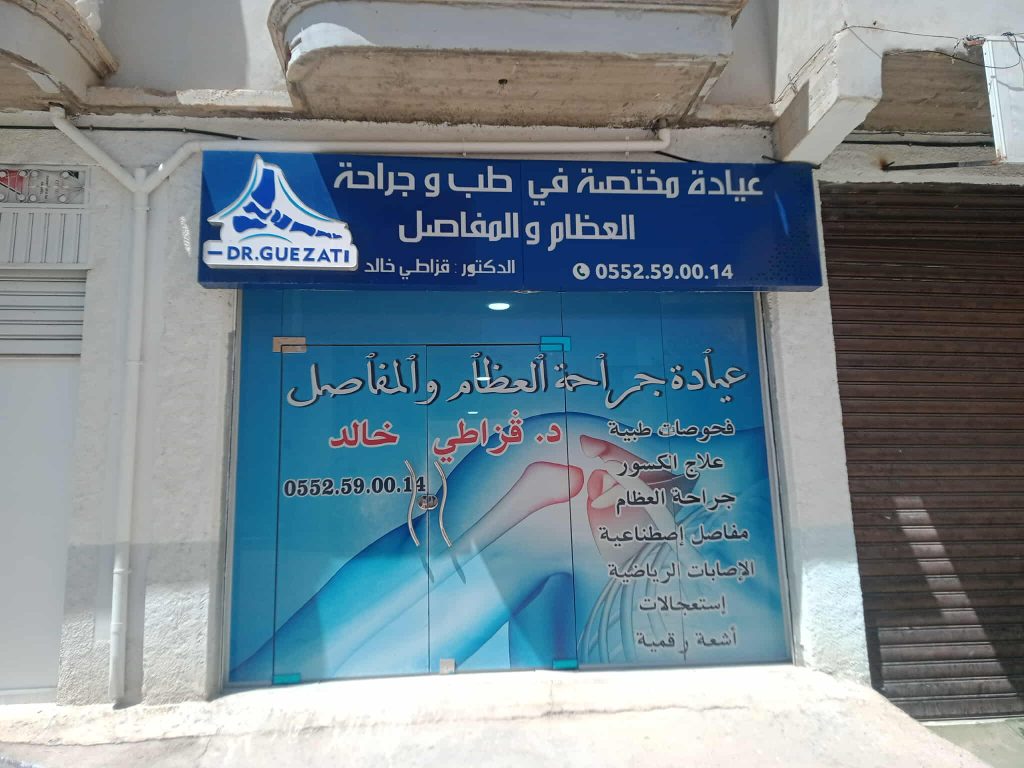 عيادة مختصة في طب و جراحة
العظام و المفاصل
DR.GUEZATI
الدكتور : قزاطي خالد
0552.59.00.14
عيادة جراحة العظام والمفاصل
د. قزاطي خالد
0552.59.00.14
فحوصات طبية
علاج الكسور
جراحة العظام
مفاصل إصطناعية
الإصابات الرياضية
إستعجالات
أشعة رقمية